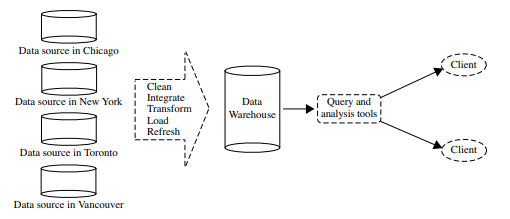 Data source in Chicago
Data source in New York
Data source in Toronto
Data source in Vancouver
Clean
Integrate
Transform
Load
Refresh
Data
Warehouse
Query and
analysis tools
Client
Client